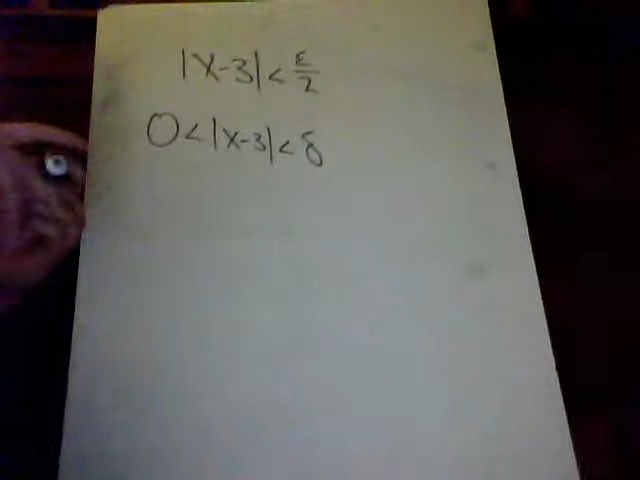 |x-3| < ε/2
0 < |x-3| < δ